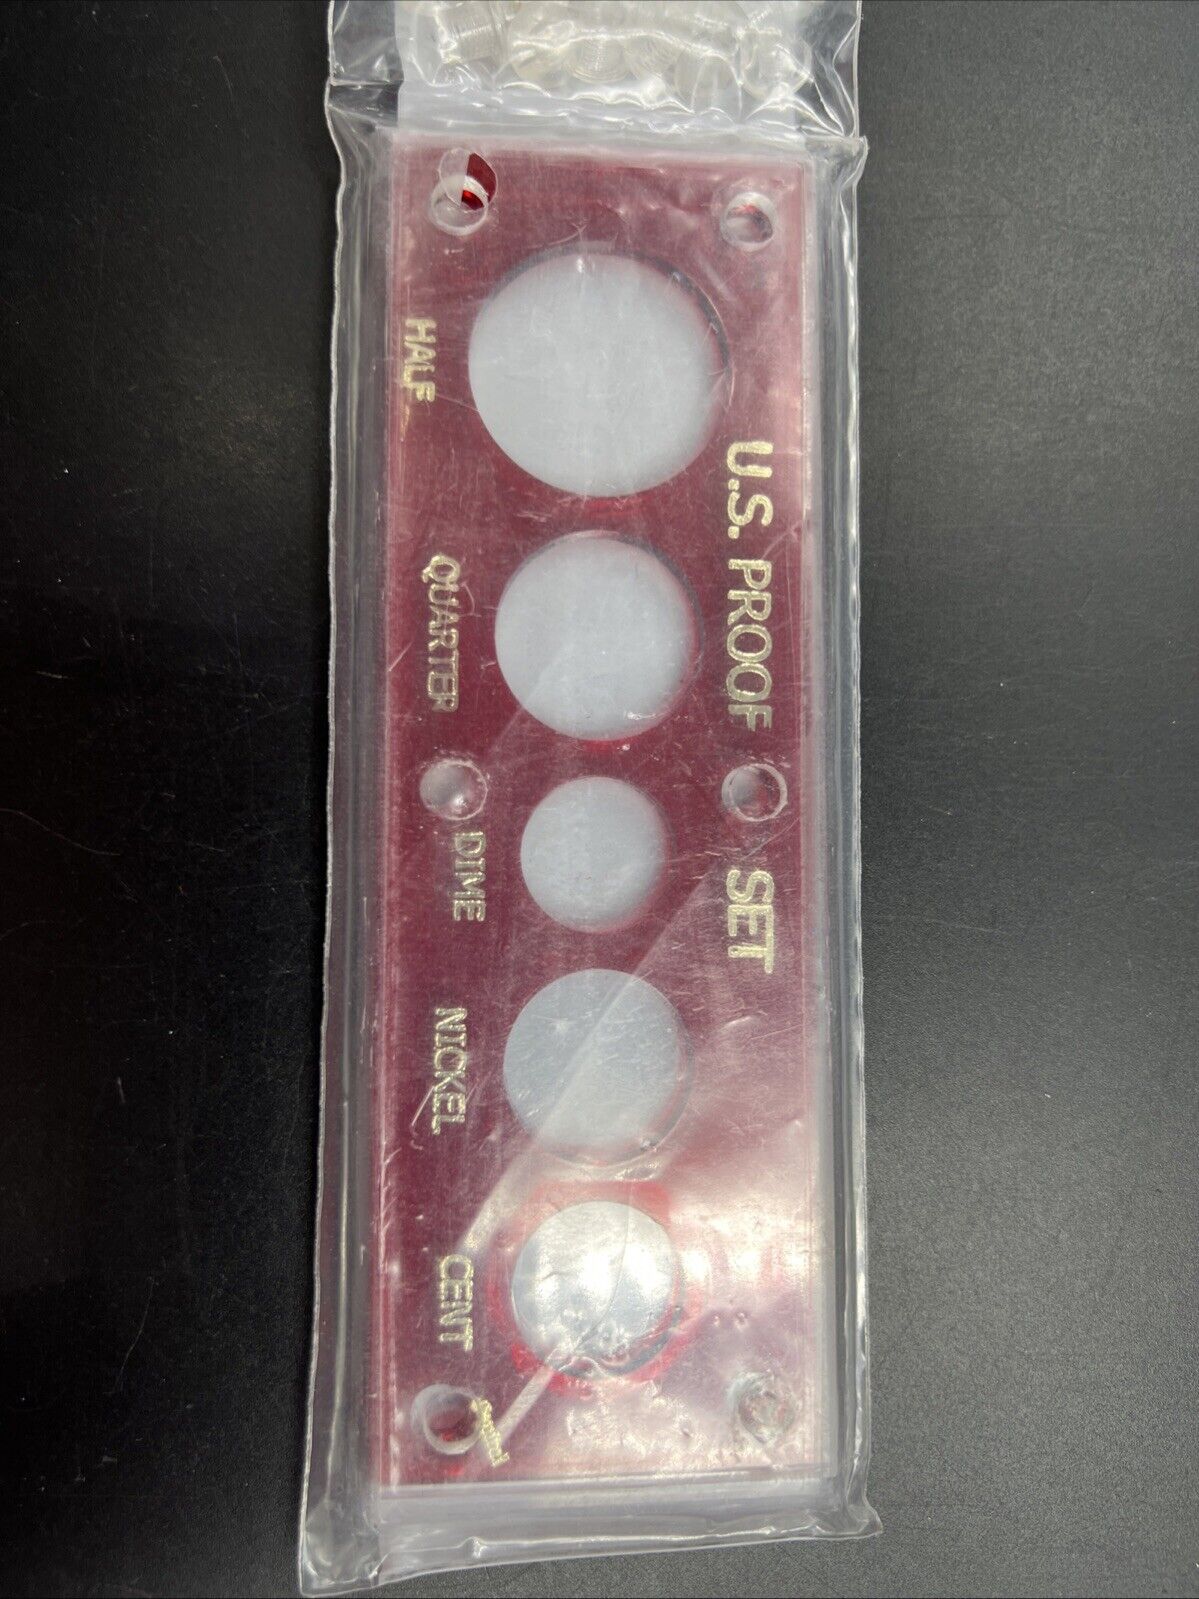 U.S. PROOF SET
HALF QUARTER DIME NICKEL CENT